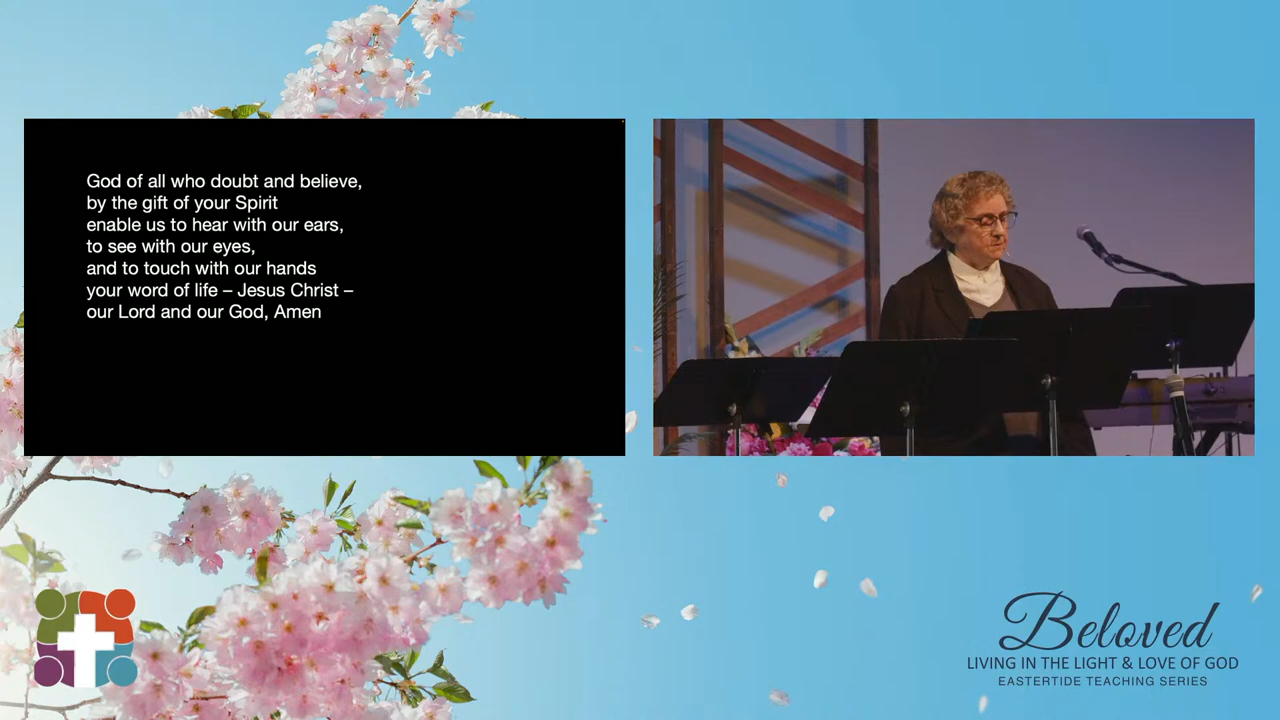 God of all who doubt and believe,
by the gift of your Spirit
enable us to hear with our ears,
to see with our eyes,
and to touch with our hands
your word of life – Jesus Christ –
our Lord and our God, Amen
Beloved
LIVING IN THE LIGHT & LOVE OF GOD
EASTERTIDE TEACHING SERIES